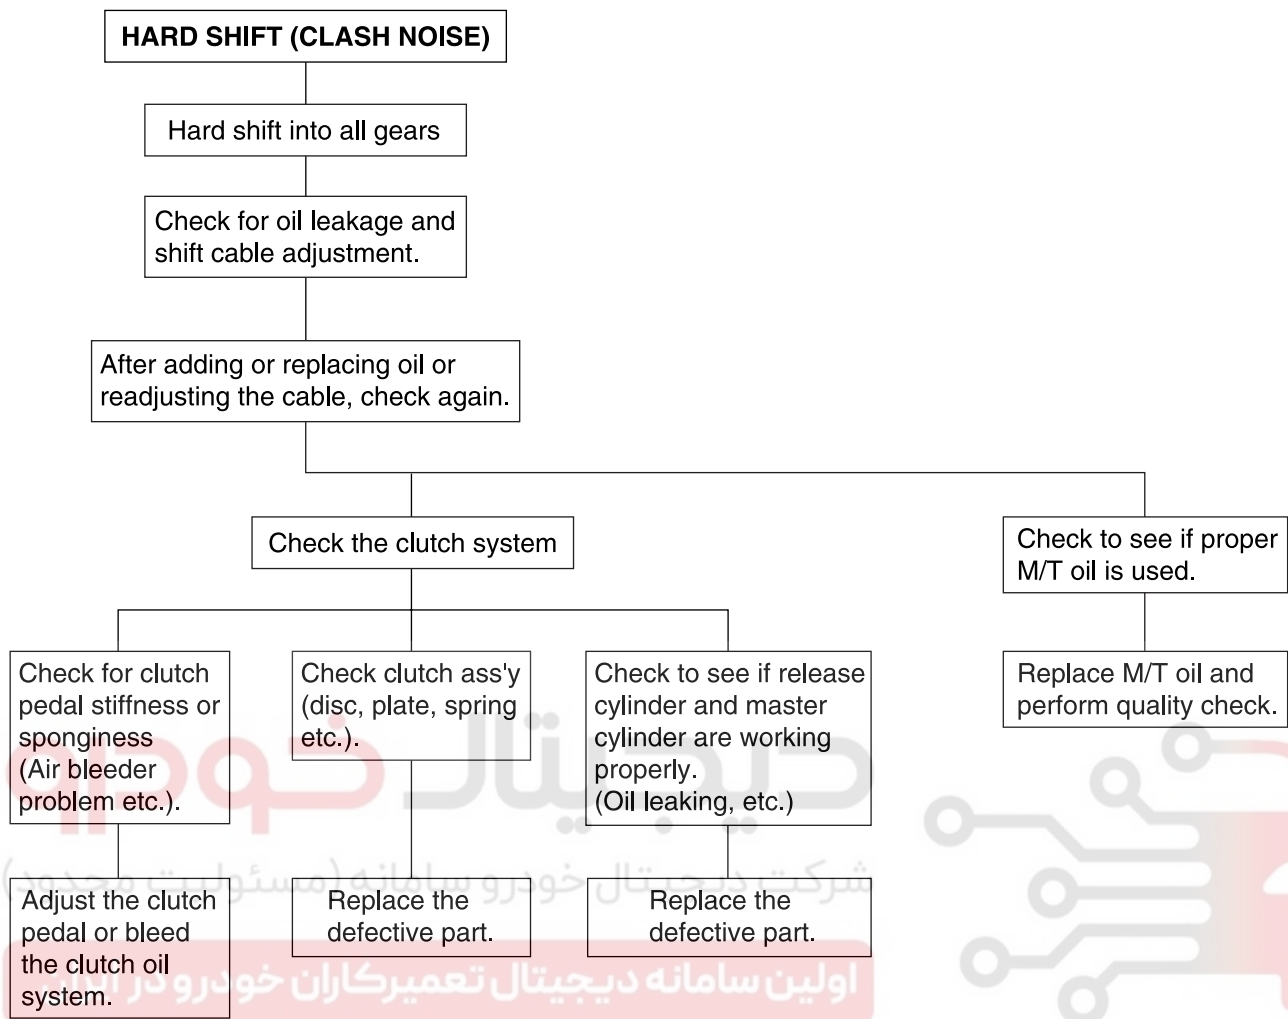 HARD SHIFT (CLASH NOISE)
Hard shift into all gears
Check for oil leakage and
shift cable adjustment.
After adding or replacing oil or
readjusting the cable, check again.
Check the clutch system
Check to see if proper
M/T oil is used.
Check for clutch
pedal stiffness or
sponginess
(Air bleeder
problem etc.).
Check clutch ass'y
(disc, plate, spring
etc.).
Check to see if release
cylinder and master
cylinder are working
properly.
(Oil leaking, etc.)
Replace M/T oil and
perform quality check.
Adjust the clutch
pedal or bleed
the clutch oil
system.
Replace the
defective part.
Replace the
defective part.
دیجیتال خودرو
شرکت دیجیتال خودرو سامانه (مسئولیت محدود)
اولین سامانه دیجیتال تعمیرکاران خودرو در ایران